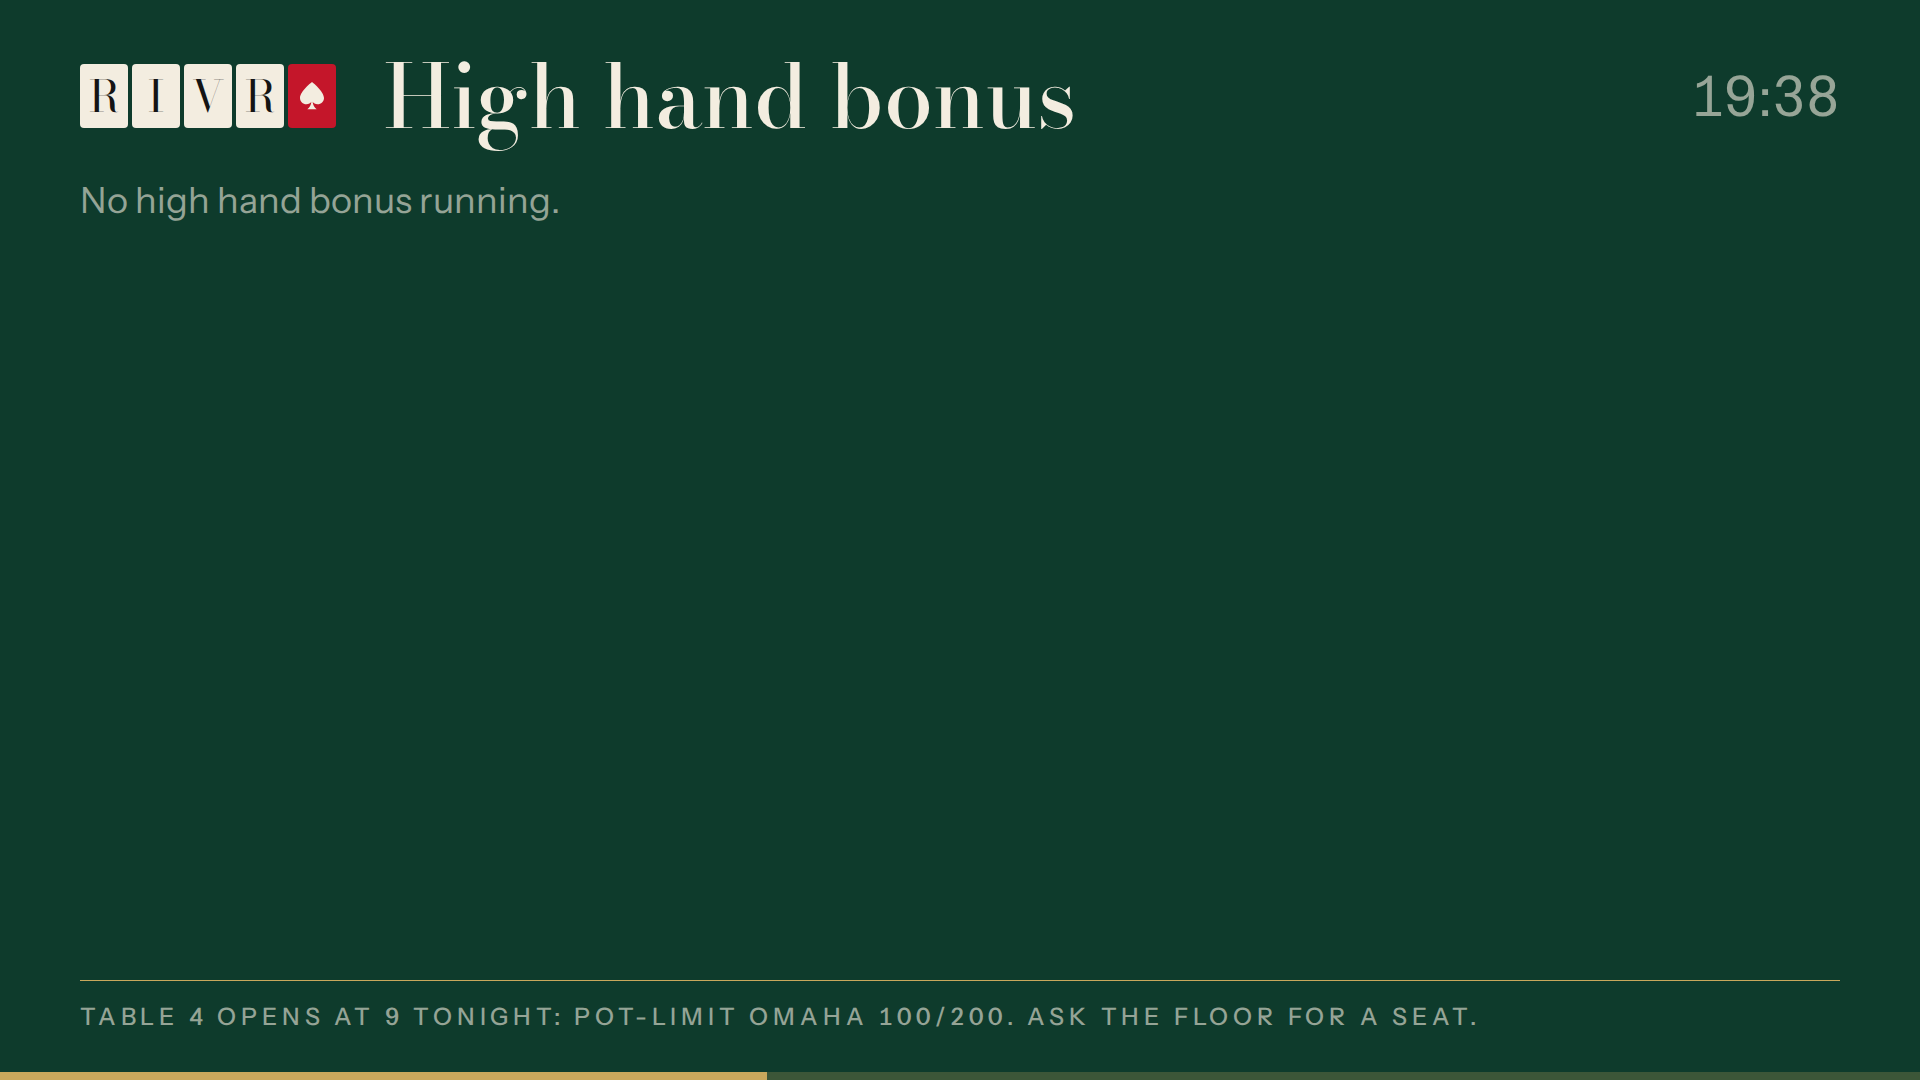 RIVR
High hand bonus
19:38
No high hand bonus running.
TABLE 4 OPENS AT 9 TONIGHT: POT-LIMIT OMAHA 100/200. ASK THE FLOOR FOR A SEAT.